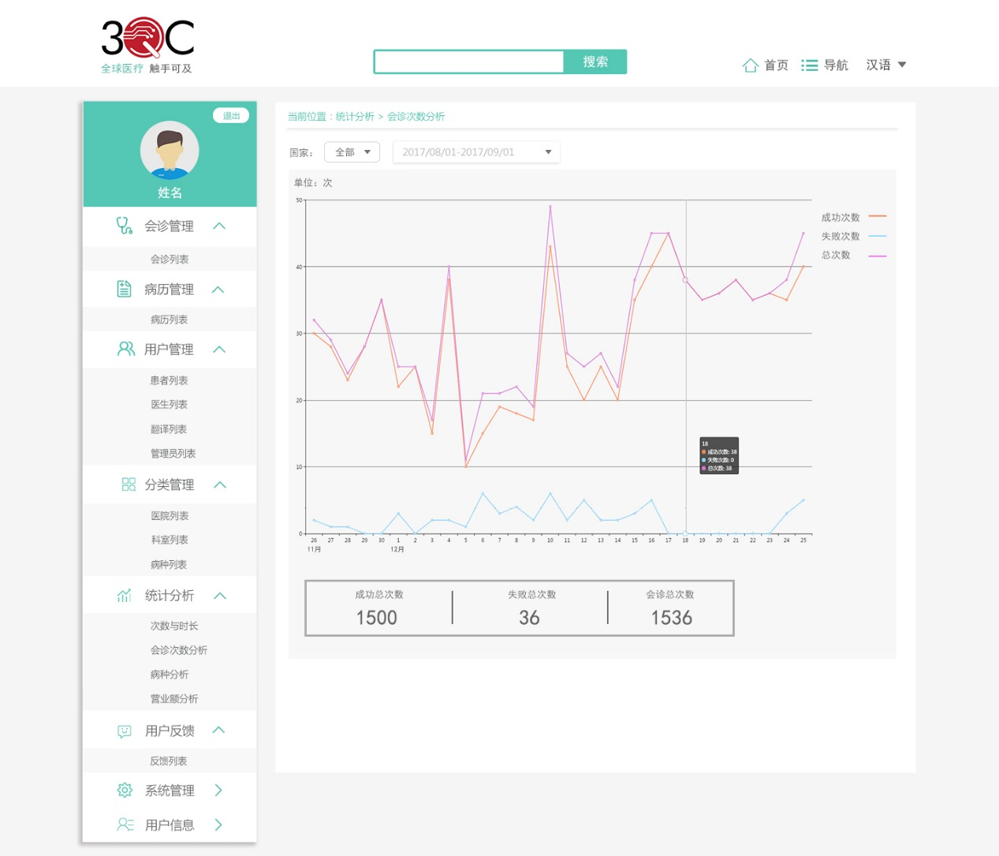 3QC
全球医疗 触手可及
搜索
首页
导航
汉语
退出
姓名
会诊管理
会诊列表
病历管理
病历列表
用户管理
患者列表
医生列表
翻译列表
管理员列表
分类管理
医院列表
科室列表
病种列表
统计分析
次数与时长
会诊次数分析
病种分析
营业额分析
用户反馈
反馈列表
系统管理
用户信息
当前位置：统计分析 > 会诊次数分析
国家：
全部
2017/08/01-2017/09/01
单位：次
成功次数
失败次数
总次数
50
40
30
20
10
0
18
成功次数: 38
失败次数: 0
总次数: 38
26 27 28 29 30 1 2 3 4 5 6 7 8 9 10 11 12 13 14 15 16 17 18 19 20 21 22 23 24 25
11月 12月
成功总次数 失败总次数 会诊总次数
1500 36 1536